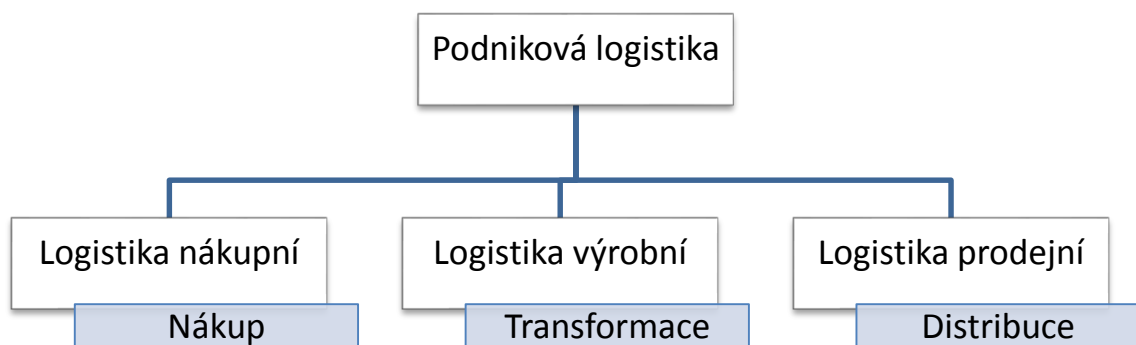 Podniková logistika
Logistika nákupní
Logistika výrobní
Logistika prodejní
Nákup
Transformace
Distribuce